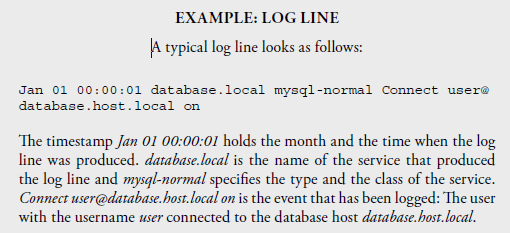 EXAMPLE: LOG LINE
A typical log line looks as follows:
Jan 01 00:00:01 database.local mysql-normal Connect user@
database.host.local on
The timestamp Jan 01 00:00:01 holds the month and the time when the log
line was produced. database.local is the name of the service that produced
the log line and mysql-normal specifies the type and the class of the service.
Connect user@database.host.local on is the event that has been logged: The user
with the username user connected to the database host database.host.local.